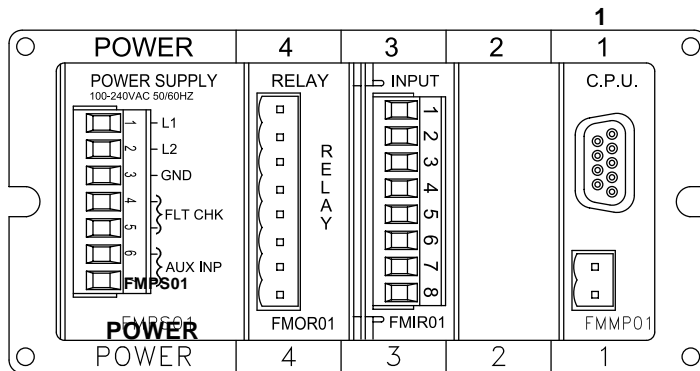 1
POWER 4 3 2 1
POWER SUPPLY RELAY INPUT C.P.U.
100-240VAC 50/60HZ
1 L1
2 L2
3 GND
4
5
FLT CHK
6
AUX INP
FMPS01
RELAY
1
2
3
4
5
6
7
8
FMPS01 FMOR01 FMIR01 FMMP01
POWER
POWER 4 3 2 1